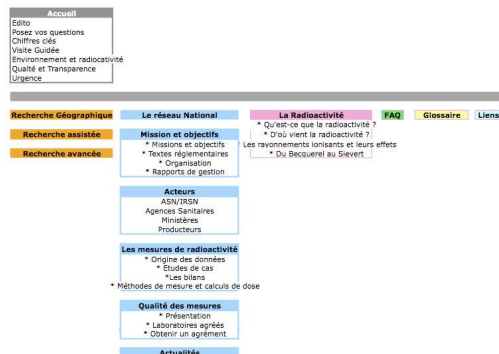 Accueil
Edito
Posez vos questions
Chiffres clés
Visite Guidée
Environnement et radiocativité
Qualté et Transparence
Urgence
Recherche Géographique
Recherche assistée
Recherche avancée
Le réseau National
Mission et objectifs
* Missions et objectifs
* Textes réglementaires
* Organisation
* Rapports de gestion
Acteurs
ASN/IRSN
Agences Sanitaires
Ministères
Producteurs
Les mesures de radioactivité
* Origine des données
* Etudes de cas
*Les bilans
* Méthodes de mesure et calculs de dose
Qualité des mesures
* Présentation
* Laboratoires agréés
* Obtenir un agrément
Actualités
La Radioactivité
* Qu'est-ce que la radioactivité ?
* D'où vient la radioactivité ?
* Les rayonnements ionisants et leurs effets
* Du Becquerel au Sievert
FAQ
Glossaire
Liens